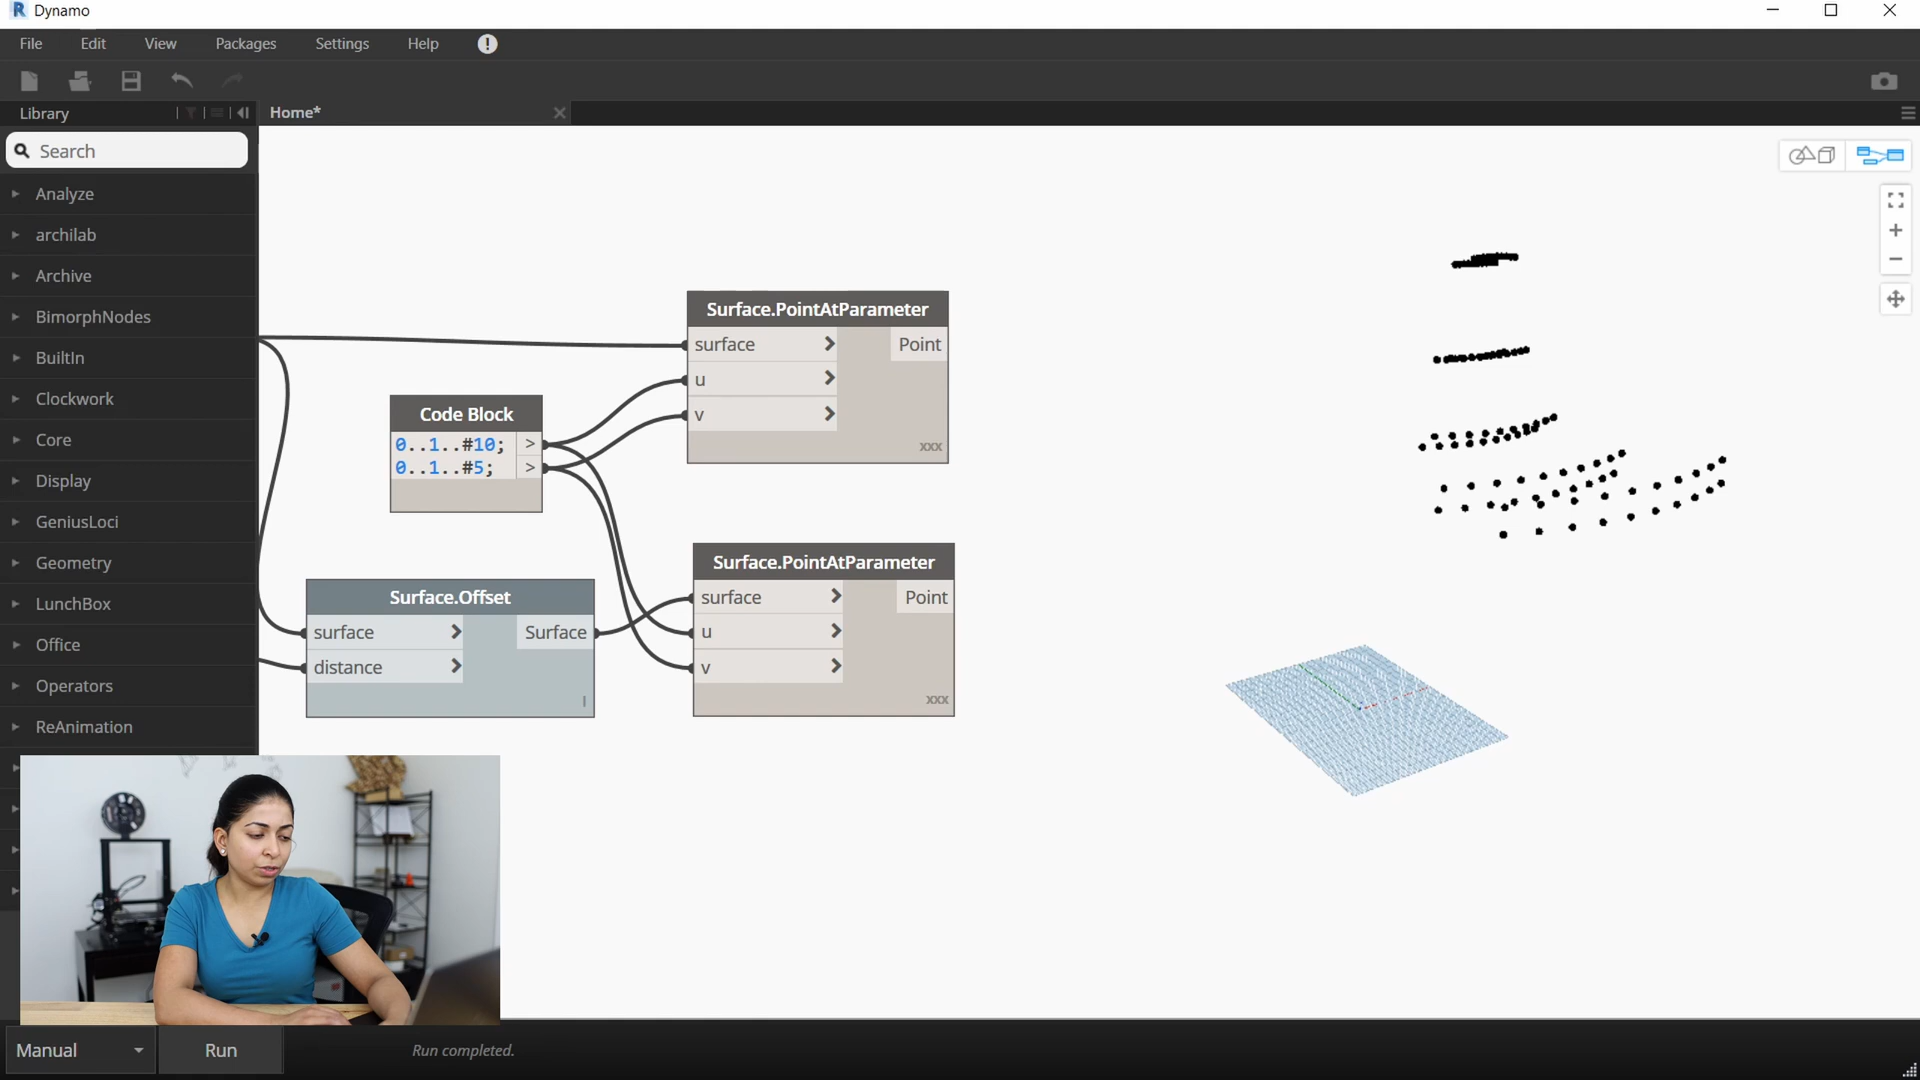 Dynamo
File Edit View Packages Settings Help
Library
Home*
Search
Analyze
archilab
Archive
BimorphNodes
BuiltIn
Clockwork
Core
Display
GeniusLoci
Geometry
LunchBox
Office
Operators
ReAnimation
Surface.PointAtParameter
surface Point
u
v
xxx
Code Block
0..1..#10; >
0..1..#5; >
Surface.Offset
surface Surface
distance
l
Surface.PointAtParameter
surface Point
u
v
xxx
Manual Run Run completed.